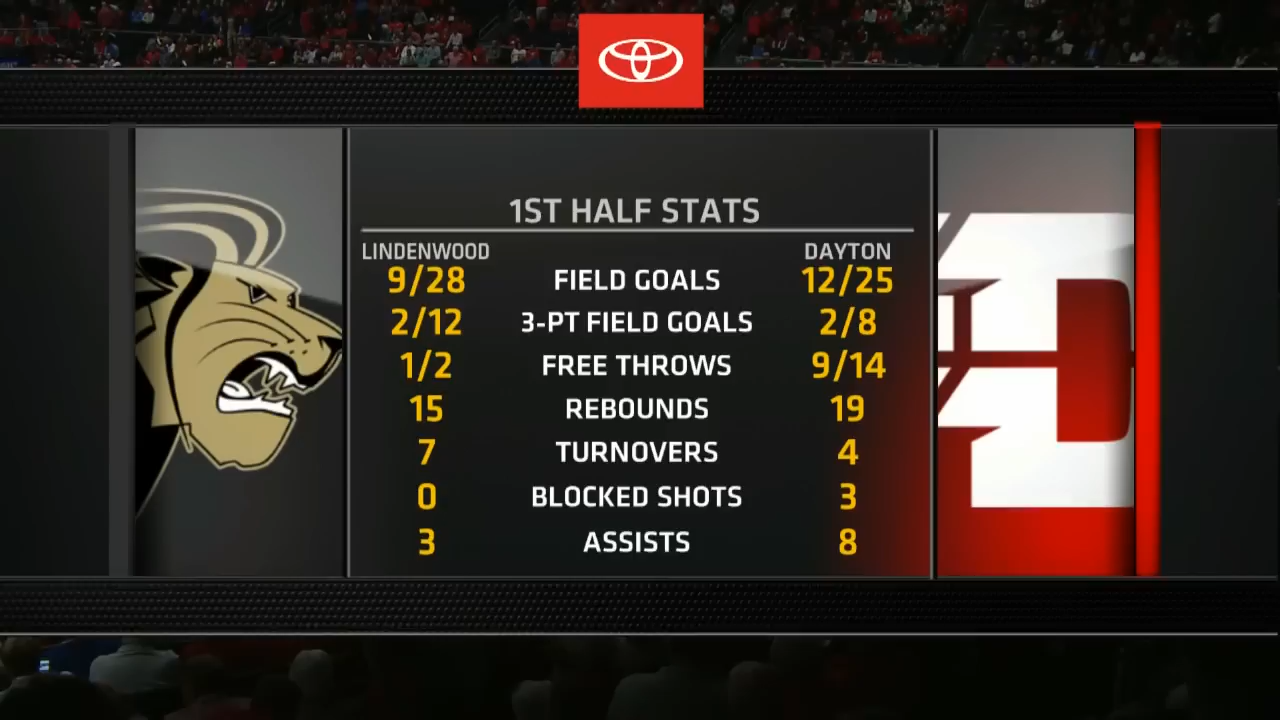 1ST HALF STATS
LINDENWOOD DAYTON
9/28 FIELD GOALS 12/25
2/12 3-PT FIELD GOALS 2/8
1/2 FREE THROWS 9/14
15 REBOUNDS 19
7 TURNOVERS 4
0 BLOCKED SHOTS 3
3 ASSISTS 8